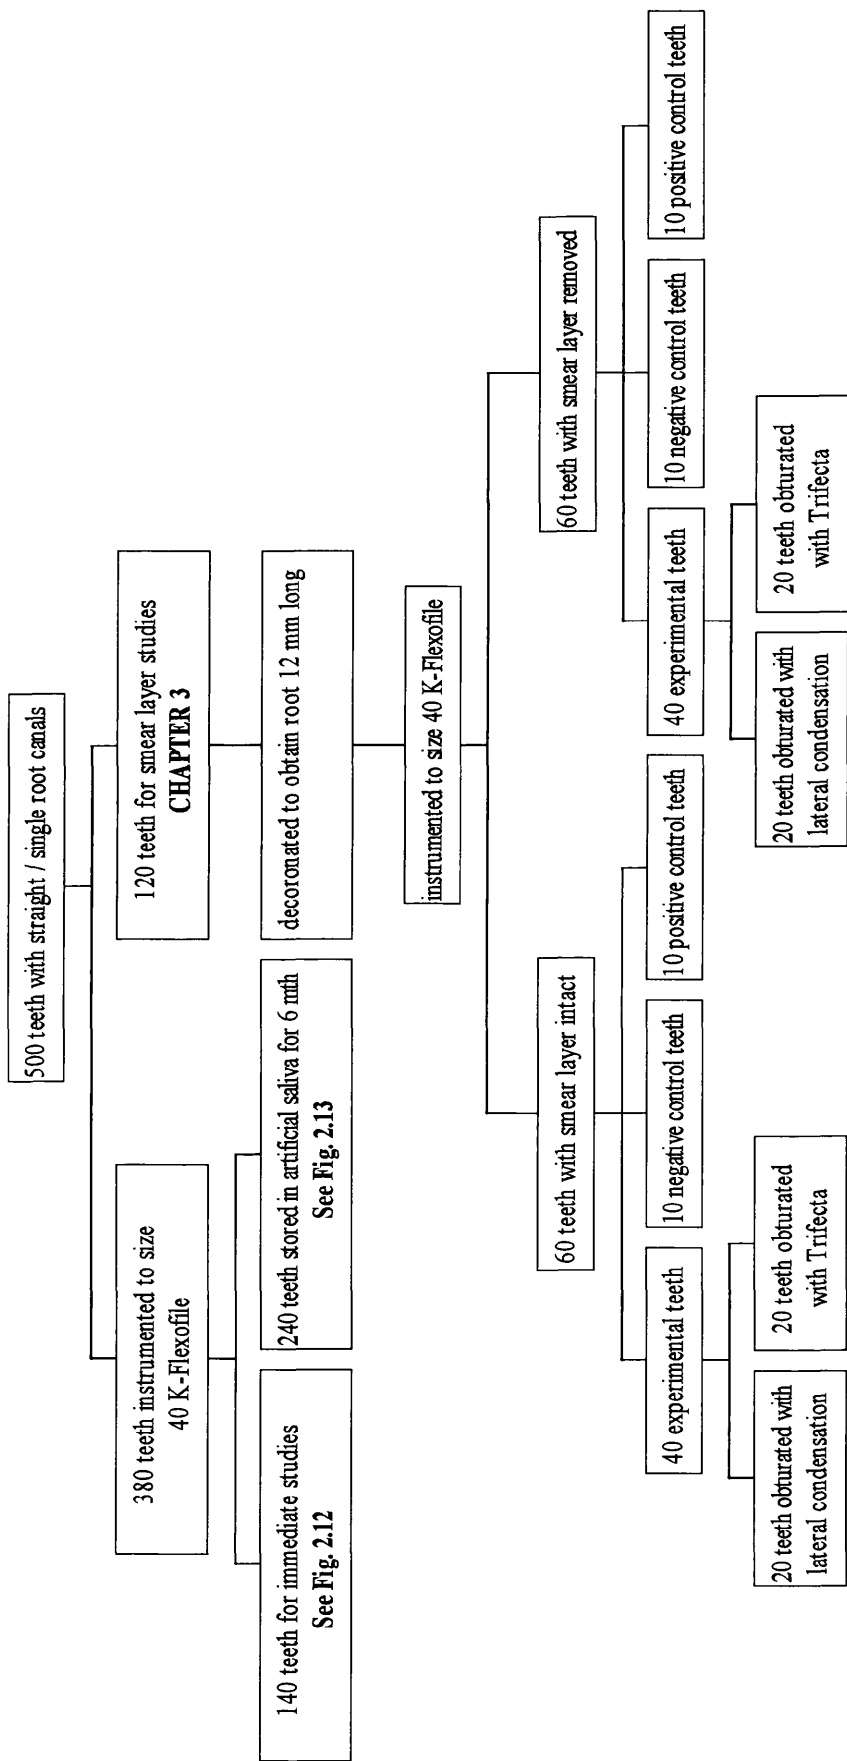 500 teeth with straight / single root canals
380 teeth instrumented to size
40 K-Flexofile
120 teeth for smear layer studies
CHAPTER 3
140 teeth for immediate studies
See Fig. 2.12
240 teeth stored in artificial saliva for 6 mth
See Fig. 2.13
decoronated to obtain root 12 mm long
instrumented to size 40 K-Flexofile
60 teeth with smear layer intact
60 teeth with smear layer removed
40 experimental teeth
10 negative control teeth
10 positive control teeth
40 experimental teeth
10 negative control teeth
10 positive control teeth
20 teeth obturated with
lateral condensation
20 teeth obturated
with Trifecta
20 teeth obturated with
lateral condensation
20 teeth obturated
with Trifecta